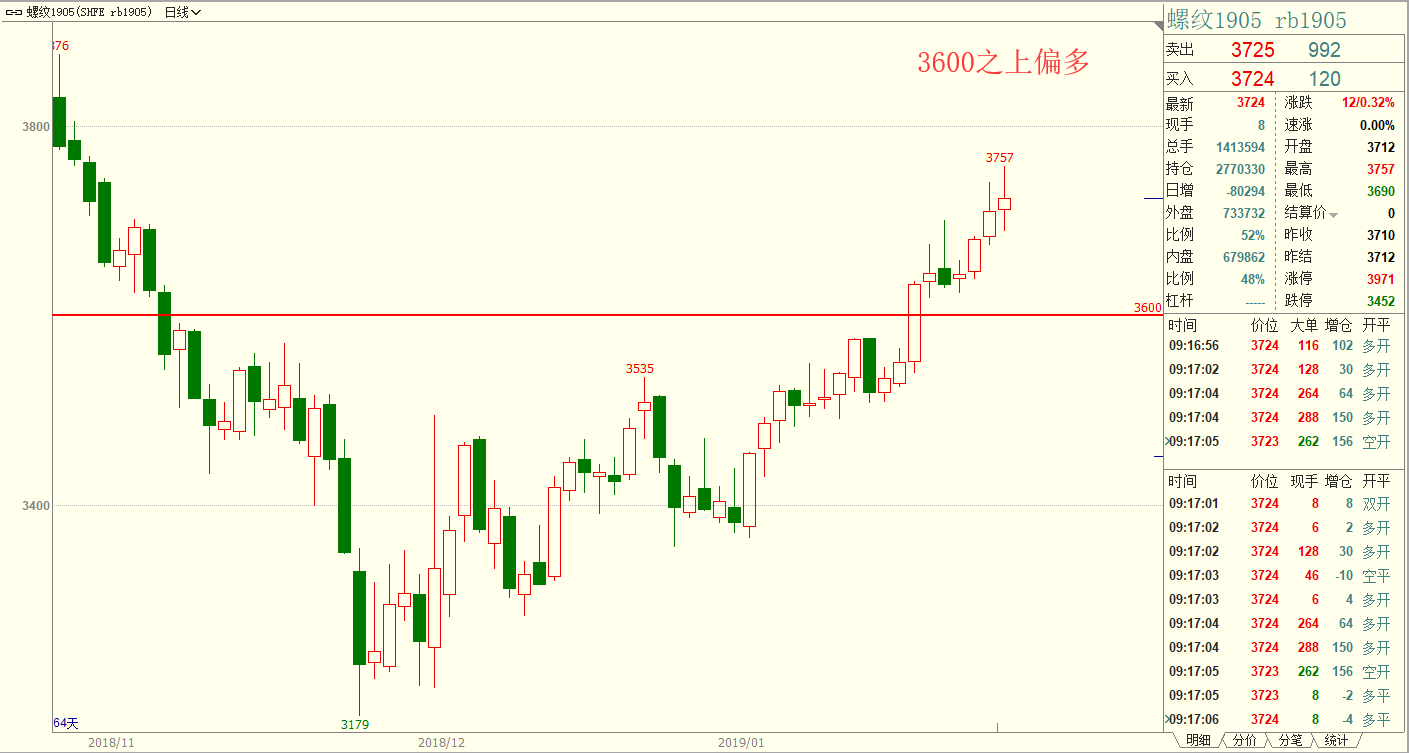 螺纹1905(SHFE rb1905) 日线
376
3600之上偏多
3800
3757
3600
3535
3400
3179
64天
2018/11
2018/12
2019/01
螺纹1905 rb1905
卖出 3725 992
买入 3724 120
最新 3724 涨跌 12/0.32%
现手 8 速涨 0.00%
总手 1413594 开盘 3712
持仓 2770330 最高 3757
日增 -80294 最低 3690
外盘 733732 结算价 0
比例 52% 昨收 3710
内盘 679862 昨结 3712
比例 48% 涨停 3971
杠杆 ----- 跌停 3452
时间 价位 大单 增仓 开平
09:16:56 3724 116 102 多开
09:17:02 3724 128 30 多开
09:17:04 3724 264 64 多开
09:17:04 3724 288 150 多开
09:17:05 3723 262 156 空开
时间 价位 现手 增仓 开平
09:17:01 3724 8 8 双开
09:17:02 3724 6 2 多开
09:17:02 3724 128 30 多开
09:17:03 3724 46 -10 空平
09:17:03 3724 6 4 多开
09:17:04 3724 264 64 多开
09:17:04 3724 288 150 多开
09:17:05 3723 262 156 空开
09:17:05 3723 8 -2 多平
09:17:06 3724 8 -4 多平
明细 分价 分笔 统计